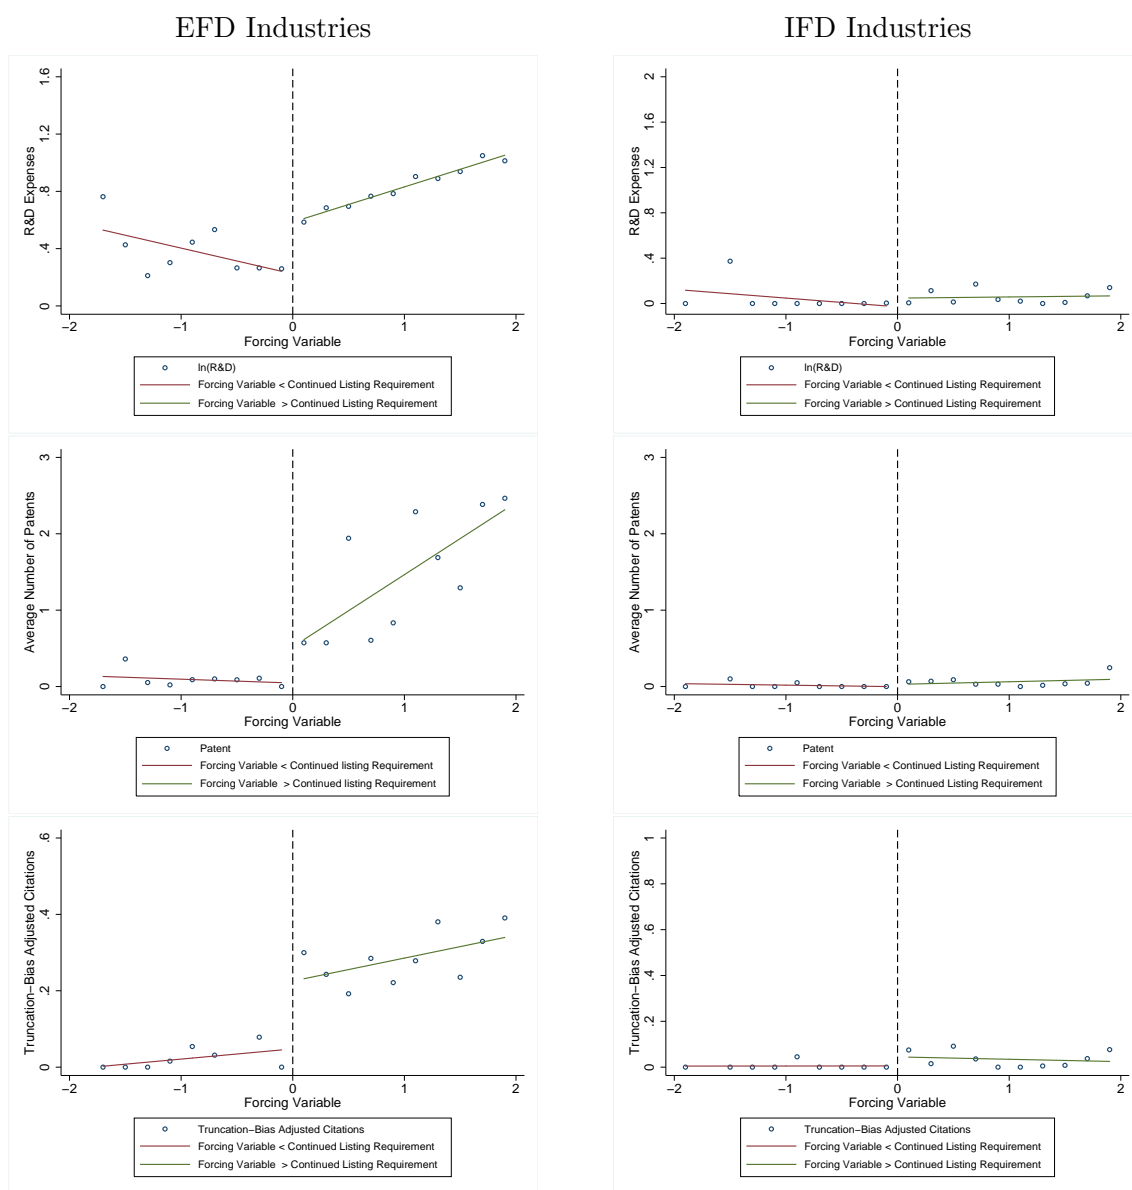 EFD Industries
IFD Industries
R&D Expenses
1.6
1.2
.8
.4
0
−2 −1 0 1 2
Forcing Variable
ln(R&D)
Forcing Variable < Continued Listing Requirement
Forcing Variable > Continued Listing Requirement
R&D Expenses
2
1.6
1.2
.8
.4
0
−2 −1 0 1 2
Forcing Variable
ln(R&D)
Forcing Variable < Continued Listing Requirement
Forcing Variable > Continued Listing Requirement
Average Number of Patents
3
2
1
0
−2 −1 0 1 2
Forcing Variable
Patent
Forcing Variable < Continued listing Requirement
Forcing Variable > Continued listing Requirement
Average Number of Patents
3
2
1
0
−2 −1 0 1 2
Forcing Variable
Patent
Forcing Variable < Continued Listing Requirement
Forcing Variable > Continued Listing Requirement
Truncation−Bias Adjusted Citations
.6
.4
.2
0
−2 −1 0 1 2
Forcing Variable
Truncation−Bias Adjusted Citations
Forcing Variable < Continued Listing Requirement
Forcing Variable > Continued Listing Requirement
Truncation−Bias Adjusted Citations
1
.8
.6
.4
.2
0
−2 −1 0 1 2
Forcing Variable
Truncation−Bias Adjusted Citations
Forcing Variable < Continued Listing Requirement
Forcing Variable > Continued Listing Requirement